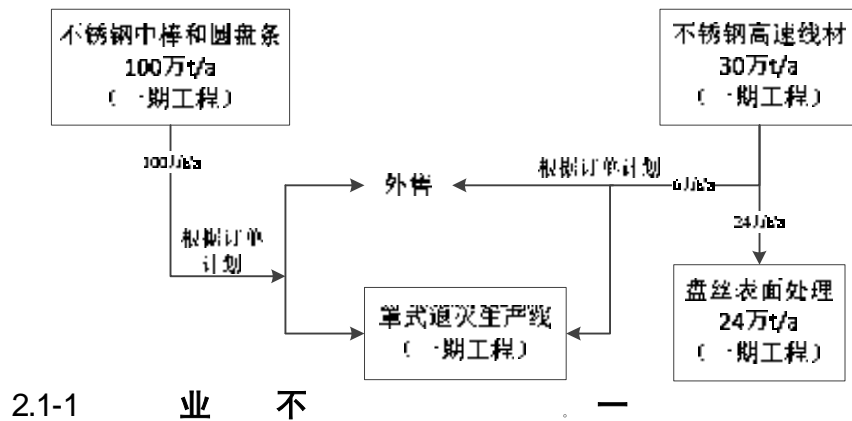 不锈钢中棒和圆盘条
100万t/a
不锈钢高速线材
30万t/a
根据订单计划
外售
根据订单
计划
盘丝表面处理
24万t/a
罩式退火生产线
2.1-1 业 不 。 一